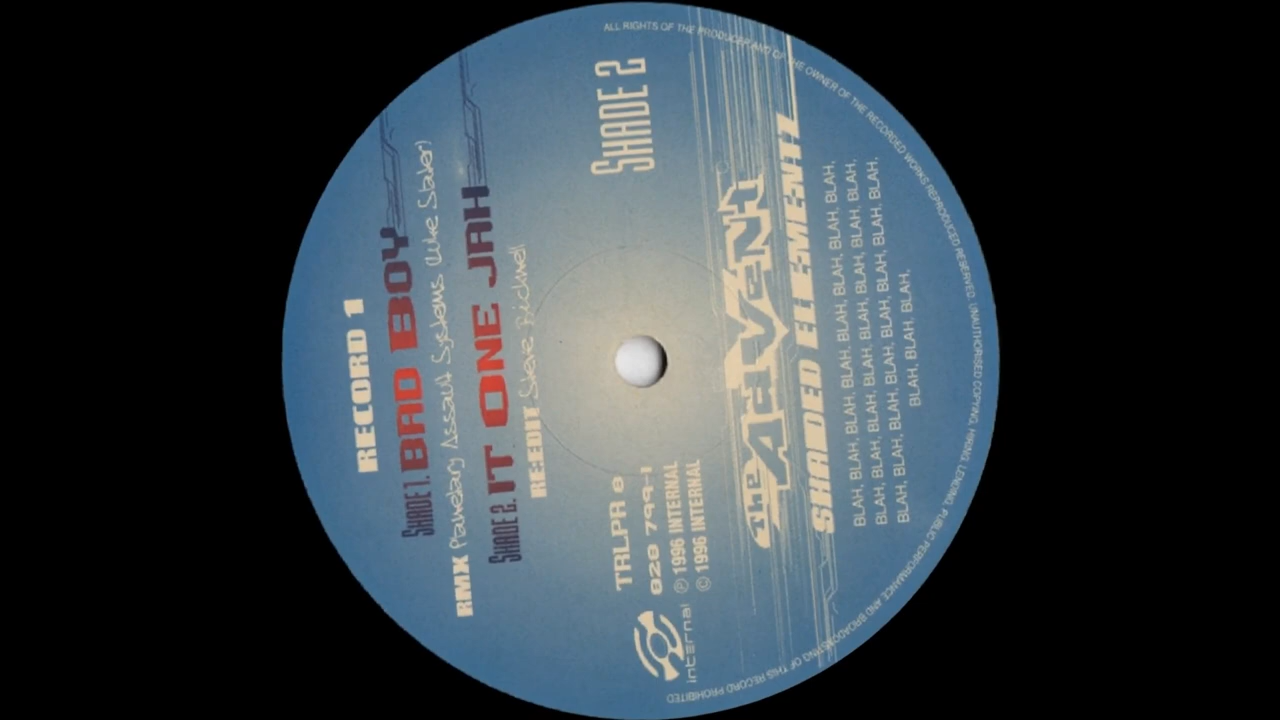 RECORD 1
SHADE 1. BAD BOY
RMX Planetary Assault Systems (Luke Slater)
SHADE 2. IT ONE JAH
RE:EDIT Steve Bicknell
SHADE 2
TRLPR 8
828 799-1
℗ 1996 INTERNAL
© 1996 INTERNAL
internal
THE ADVENT
SHADED ELEMENTZ
BLAH, BLAH, BLAH, BLAH, BLAH, BLAH, BLAH, BLAH, BLAH,
BLAH, BLAH, BLAH, BLAH, BLAH, BLAH, BLAH, BLAH, BLAH,
BLAH, BLAH, BLAH, BLAH, BLAH, BLAH, BLAH, BLAH, BLAH,
BLAH, BLAH, BLAH,
ALL RIGHTS OF THE PRODUCER AND OF THE OWNER OF THE RECORDED WORKS REPRODUCED RESERVED. UNAUTHORISED COPYING, HIRING, LENDING, PUBLIC PERFORMANCE AND BROADCASTING OF THIS RECORD PROHIBITED